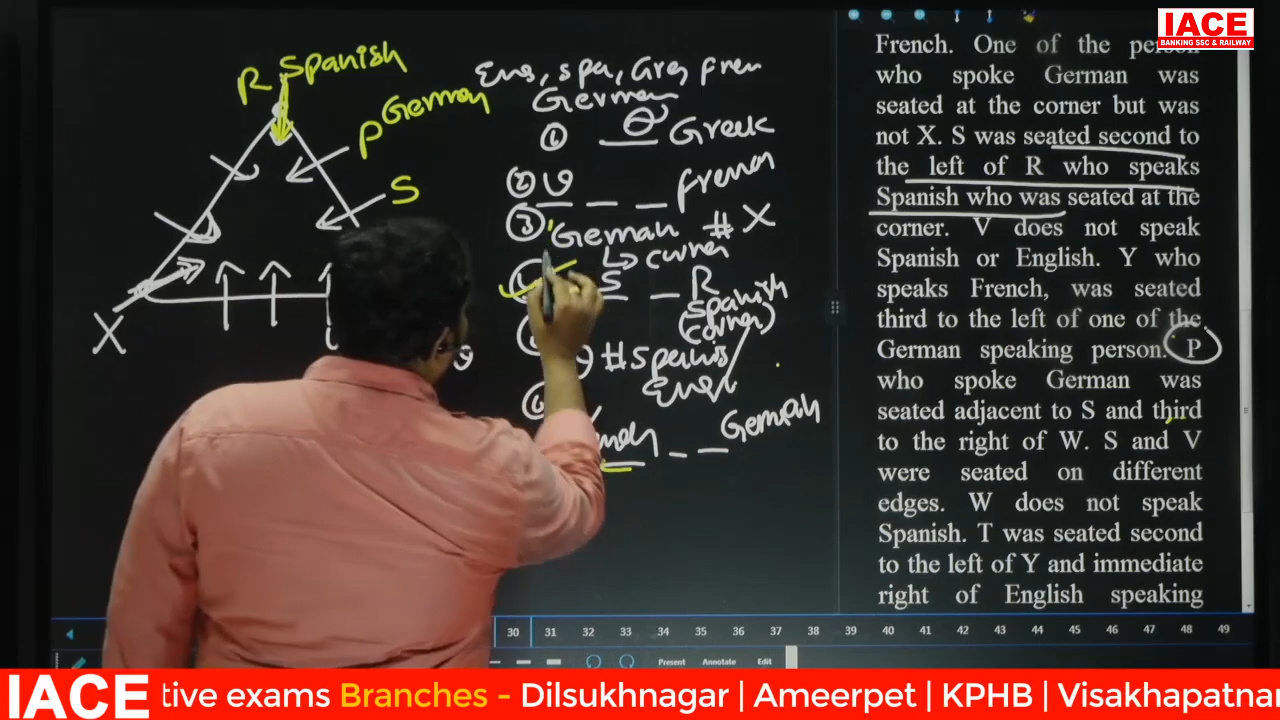 IACE
BANKING SSC & RAILWAY
R Spanish
P German
S
X
Eng, spa, Gre, fren
German
① Greek
② French
③ German # X
↳ corner
S R
Spanish
(corner)
# Spanis
Eng
German
French. One of the person
who spoke German was
seated at the corner but was
not X. S was seated second to
the left of R who speaks
Spanish who was seated at the
corner. V does not speak
Spanish or English. Y who
speaks French, was seated
third to the left of one of the
German speaking person. P
who spoke German was
seated adjacent to S and third
to the right of W. S and V
were seated on different
edges. W does not speak
Spanish. T was seated second
to the left of Y and immediate
right of English speaking
30 31 32 33 34 35 36 37 38 39 40 41 42 43 44 45 46 47 48 49
Present Annotate Edit
IACE tive exams Branches - Dilsukhnagar | Ameerpet | KPHB | Visakhapatnam